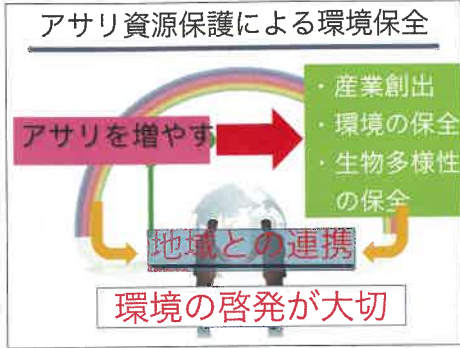 アサリ資源保護による環境保全
アサリを増やす
・産業創出
・環境の保全
・生物多様性
の保全
地域との連携
環境の啓発が大切